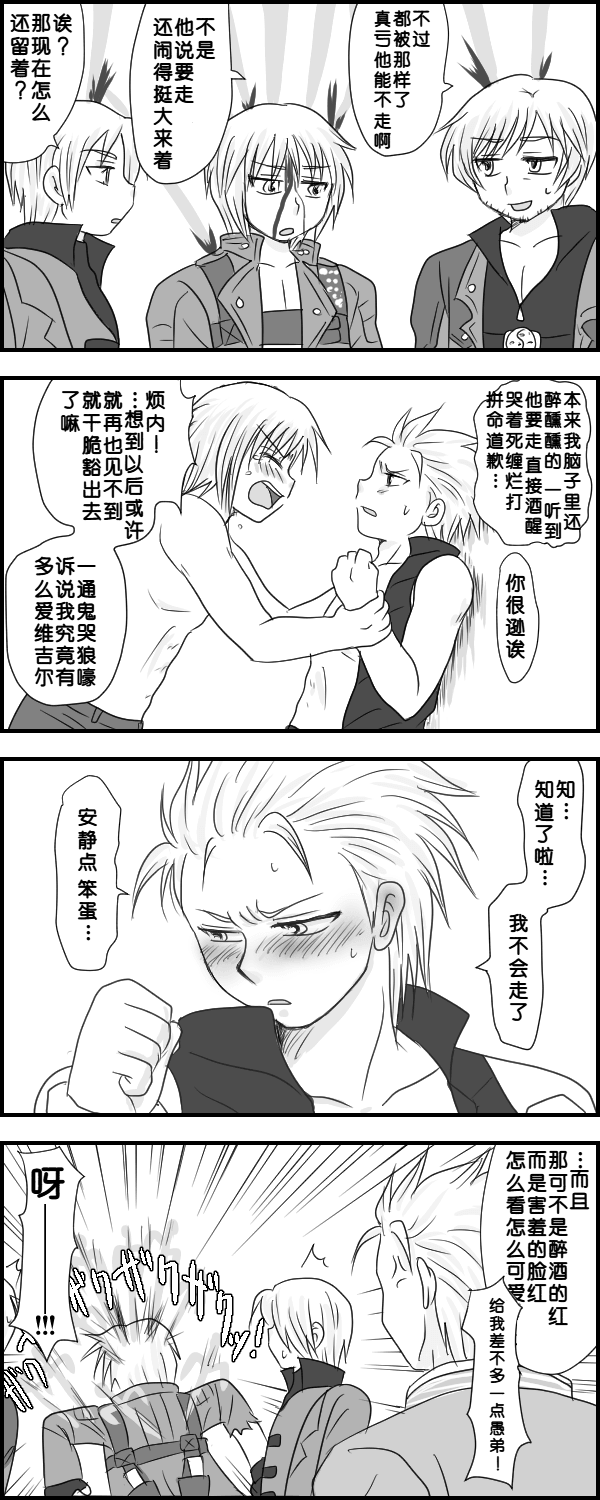 不过
都被那样了
真亏他能不走啊
不是
他说要走
还闹得挺大来着
诶？
那现在怎么
还留着？
本来我脑子里还
醉醺醺的 一听到
他要走 直接酒醒
哭着死缠烂打
拼命道歉…
你很逊诶
烦内！
…想到以后或许
就再也见不到
就干脆豁出去
了嘛
一通鬼哭狼嚎
诉说我究竟有
多么爱维吉尔
知…
知道了啦…
我不会走了
安静点 笨蛋…
…而且
那可不是醉酒的红
而是害羞的脸红
怎么看怎么可爱
给我差不多一点愚弟！
呀——!!!
ザクザクザクッ!